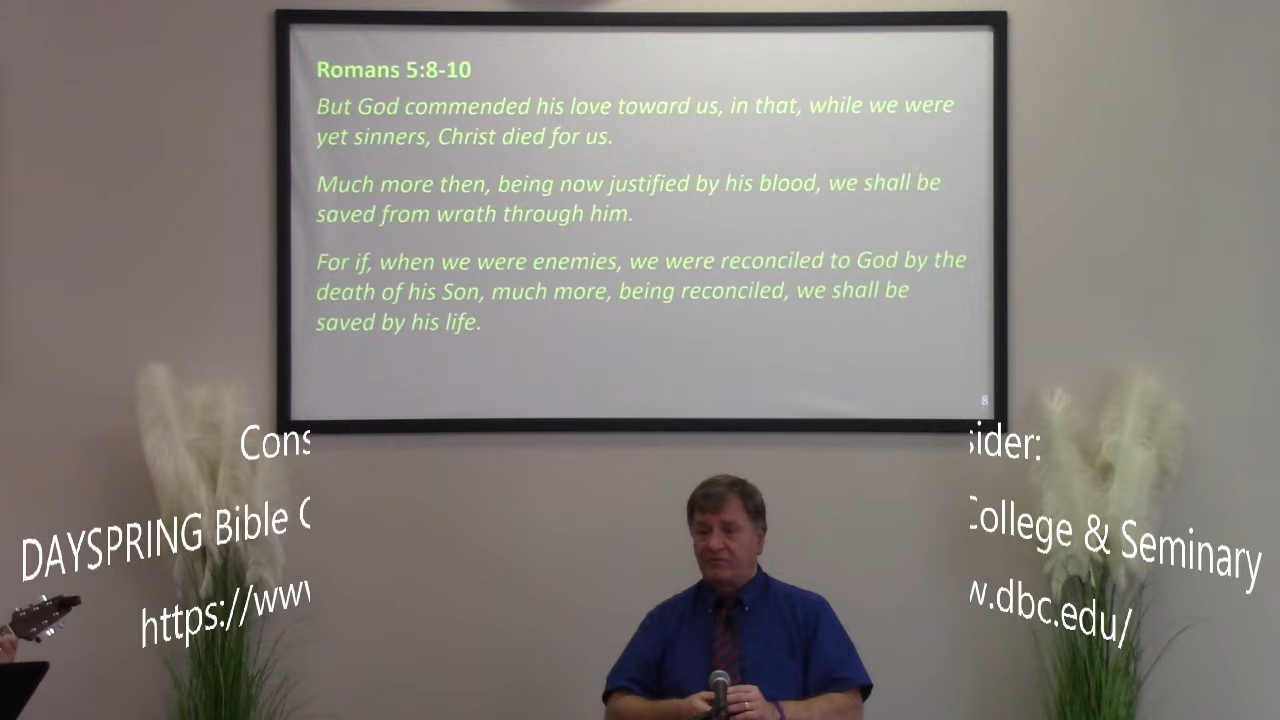 Romans 5:8-10
But God commended his love toward us, in that, while we were
yet sinners, Christ died for us.
Much more then, being now justified by his blood, we shall be
saved from wrath through him.
For if, when we were enemies, we were reconciled to God by the
death of his Son, much more, being reconciled, we shall be
saved by his life.
8
Cons
ider:
DAYSPRING Bible C
College & Seminary
https://www
w.dbc.edu/